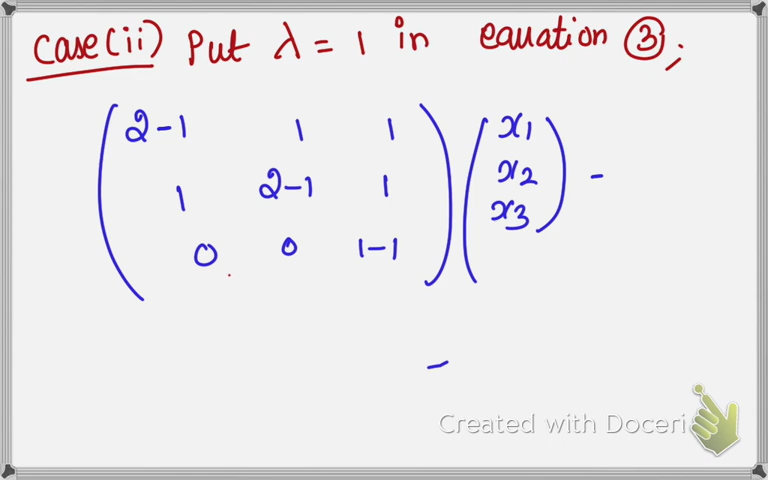 Case(ii) Put λ = 1 in equation ③;
2-1 1 1 x1
1 2-1 1 x2 -
0 0 1-1 x3
-
Created with Doceri